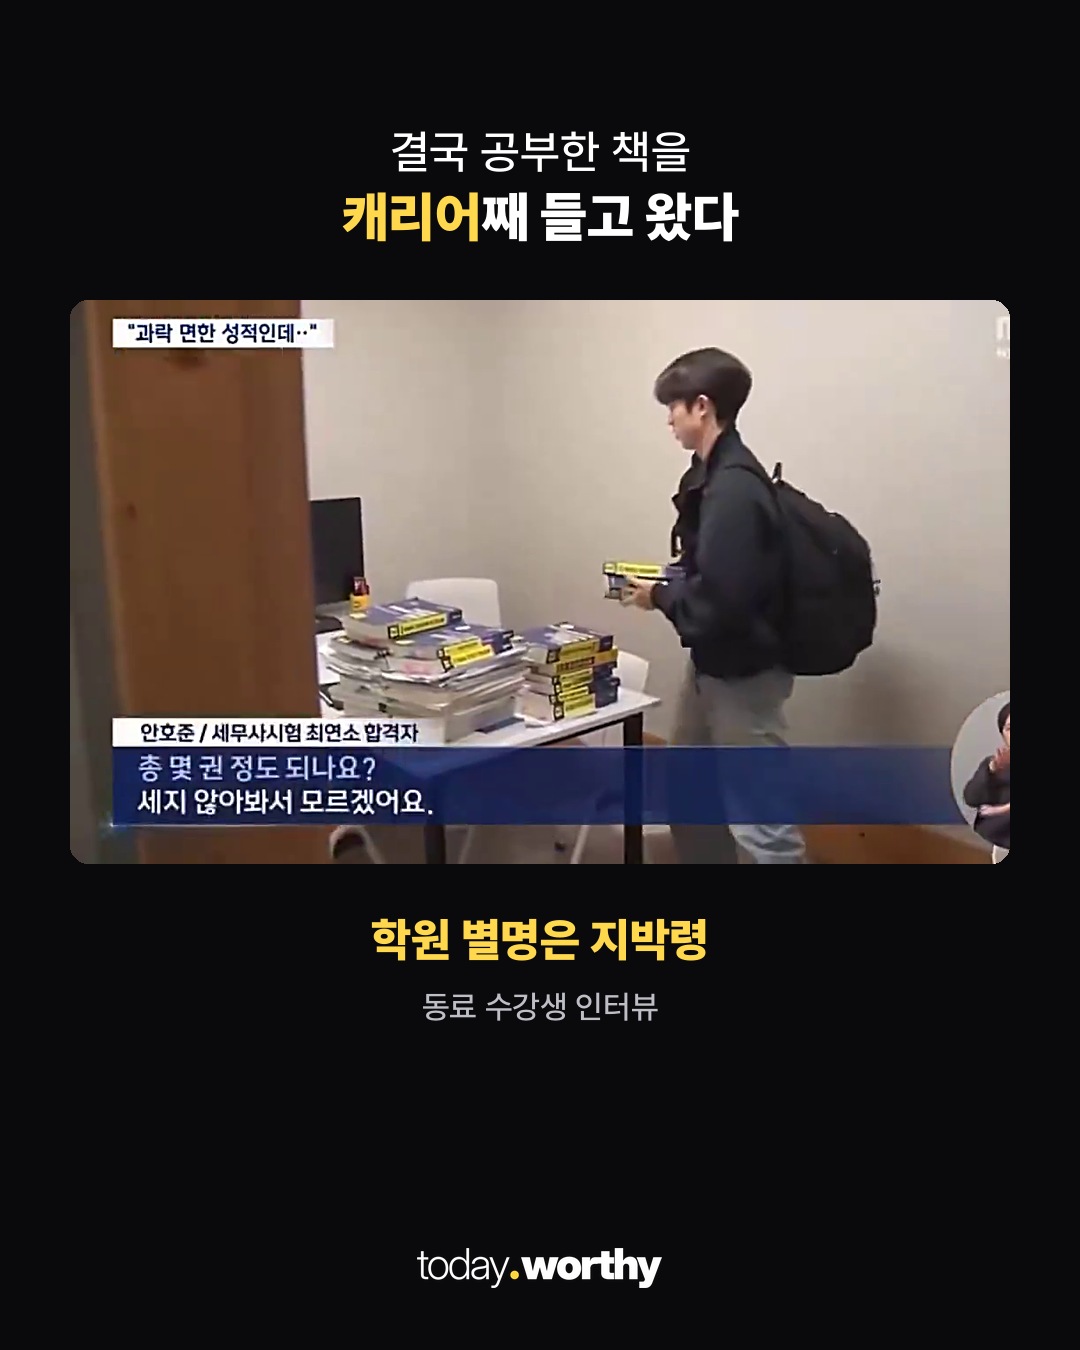 결국 공부한 책을
캐리어째 들고 왔다
"과락 면한 성적인데··"
안호준 / 세무사시험 최연소 합격자
총 몇 권 정도 되나요?
세지 않아봐서 모르겠어요.
학원 별명은 지박령
동료 수강생 인터뷰
today.worthy